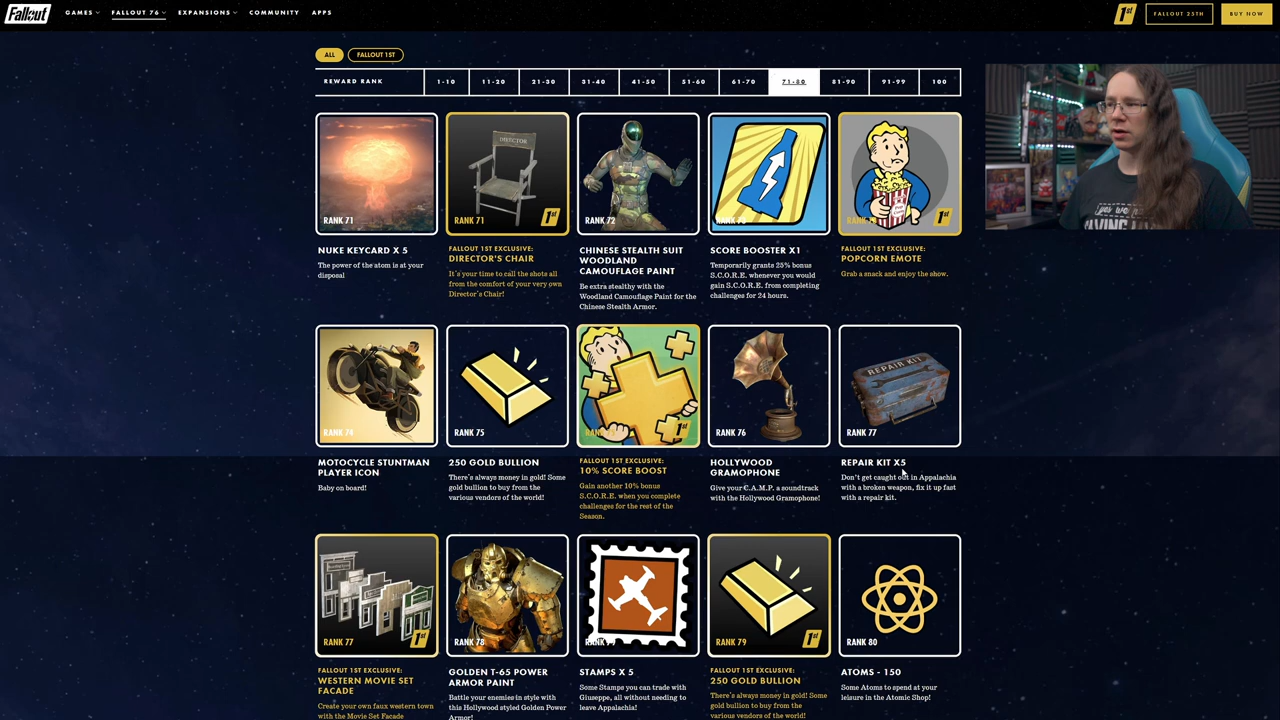 Fallout
GAMES
FALLOUT 76
EXPANSIONS
COMMUNITY
APPS
1st
FALLOUT 25TH
BUY NOW
ALL
FALLOUT 1ST
REWARD RANK
1-10
11-20
21-30
31-40
41-50
51-60
61-70
71-80
81-90
91-99
100
RANK 71
DIRECTOR
RANK 71
1st
RANK 72
1st
NUKE KEYCARD X 5
The power of the atom is at your
disposal
FALLOUT 1ST EXCLUSIVE:
DIRECTOR'S CHAIR
It's your time to call the shots all
from the comfort of your very own
Director's Chair!
CHINESE STEALTH SUIT
WOODLAND
CAMOUFLAGE PAINT
Be extra stealthy with the
Woodland Camouflage Paint for the
Chinese Stealth Armor.
SCORE BOOSTER X1
Temporarily grants 25% bonus
S.C.O.R.E. whenever you would
gain S.C.O.R.E. from completing
challenges for 24 hours.
FALLOUT 1ST EXCLUSIVE:
POPCORN EMOTE
Grab a snack and enjoy the show.
RANK 74
RANK 75
1st
RANK 76
REPAIR KIT
RANK 77
MOTOCYCLE STUNTMAN
PLAYER ICON
Baby on board!
250 GOLD BULLION
There's always money in gold! Some
gold bullion to buy from the
various vendors of the world!
FALLOUT 1ST EXCLUSIVE:
10% SCORE BOOST
Gain another 10% bonus
S.C.O.R.E. when you complete
challenges for the rest of the
Season.
HOLLYWOOD
GRAMOPHONE
Give your C.A.M.P. a soundtrack
with the Hollywood Gramophone!
REPAIR KIT X5
Don't get caught out in Appalachia
with a broken weapon, fix it up fast
with a repair kit.
RANK 77
1st
RANK 78
RANK 79
1st
RANK 80
FALLOUT 1ST EXCLUSIVE:
WESTERN MOVIE SET
FACADE
Create your own faux western town
with the Movie Set Facade
GOLDEN T-65 POWER
ARMOR PAINT
Battle your enemies in style with
this Hollywood styled Golden Power
Armor!
STAMPS X 5
Some Stamps you can trade with
Giuseppe, all without needing to
leave Appalachia!
FALLOUT 1ST EXCLUSIVE:
250 GOLD BULLION
There's always money in gold! Some
gold bullion to buy from the
various vendors of the world!
ATOMS - 150
Some Atoms to spend at your
leisure in the Atomic Shop!